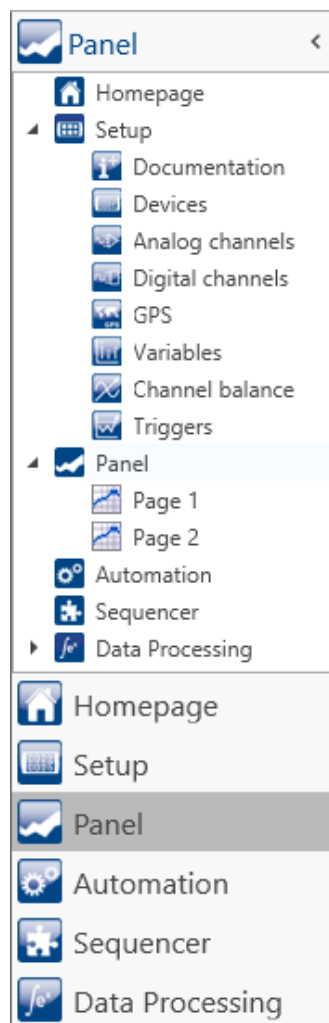 Panel
Homepage
Setup
Documentation
Devices
Analog channels
Digital channels
GPS
Variables
Channel balance
Triggers
Panel
Page 1
Page 2
Automation
Sequencer
Data Processing
Homepage
Setup
Panel
Automation
Sequencer
Data Processing